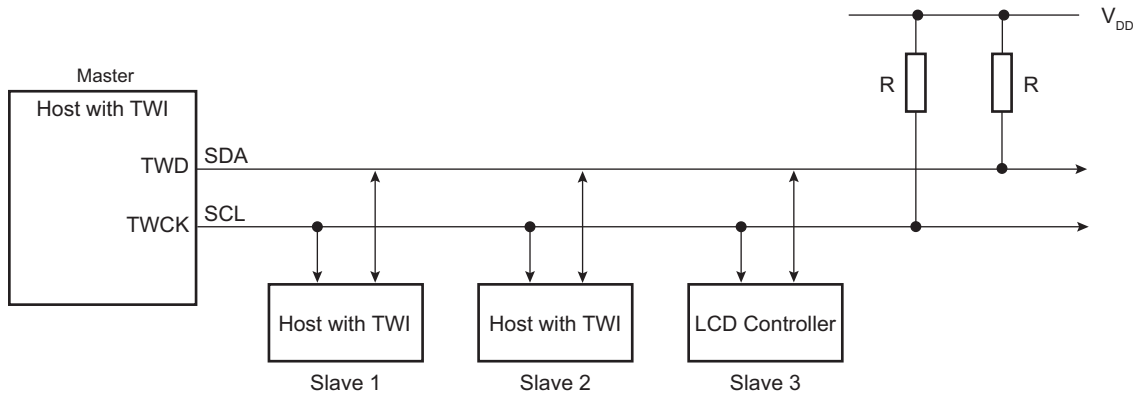 V_DD
Master
Host with TWI
R
R
TWD
SDA
TWCK
SCL
Host with TWI
Host with TWI
LCD Controller
Slave 1
Slave 2
Slave 3